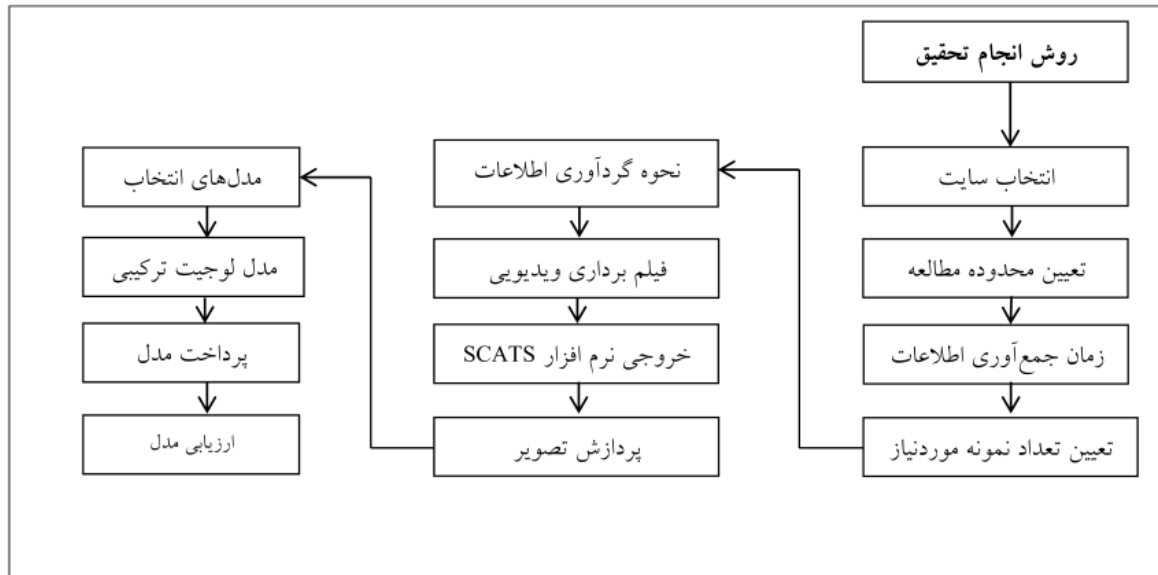 روش انجام تحقیق
انتخاب سایت
تعیین محدوده مطالعه
زمان جمع‌آوری اطلاعات
تعیین تعداد نمونه موردنیاز
نحوه گردآوری اطلاعات
فیلم برداری ویدیویی
خروجی نرم افزار SCATS
پردازش تصویر
مدل‌های انتخاب
مدل لوجیت ترکیبی
پرداخت مدل
ارزیابی مدل